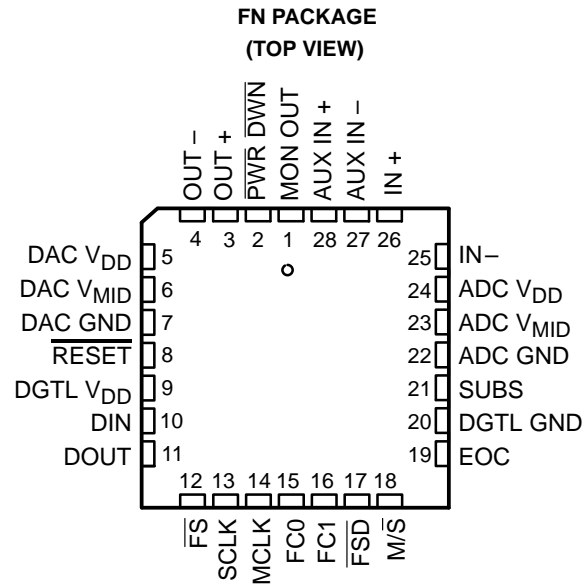 FN PACKAGE
(TOP VIEW)
OUT −
OUT +
PWR DWN
MON OUT
AUX IN +
AUX IN −
IN +
4 3 2 1 28 27 26
DAC VDD 5
DAC VMID 6
DAC GND 7
RESET 8
DGTL VDD 9
DIN 10
DOUT 11
25 IN−
24 ADC VDD
23 ADC VMID
22 ADC GND
21 SUBS
20 DGTL GND
19 EOC
12 13 14 15 16 17 18
FS
SCLK
MCLK
FC0
FC1
FSD
M/S